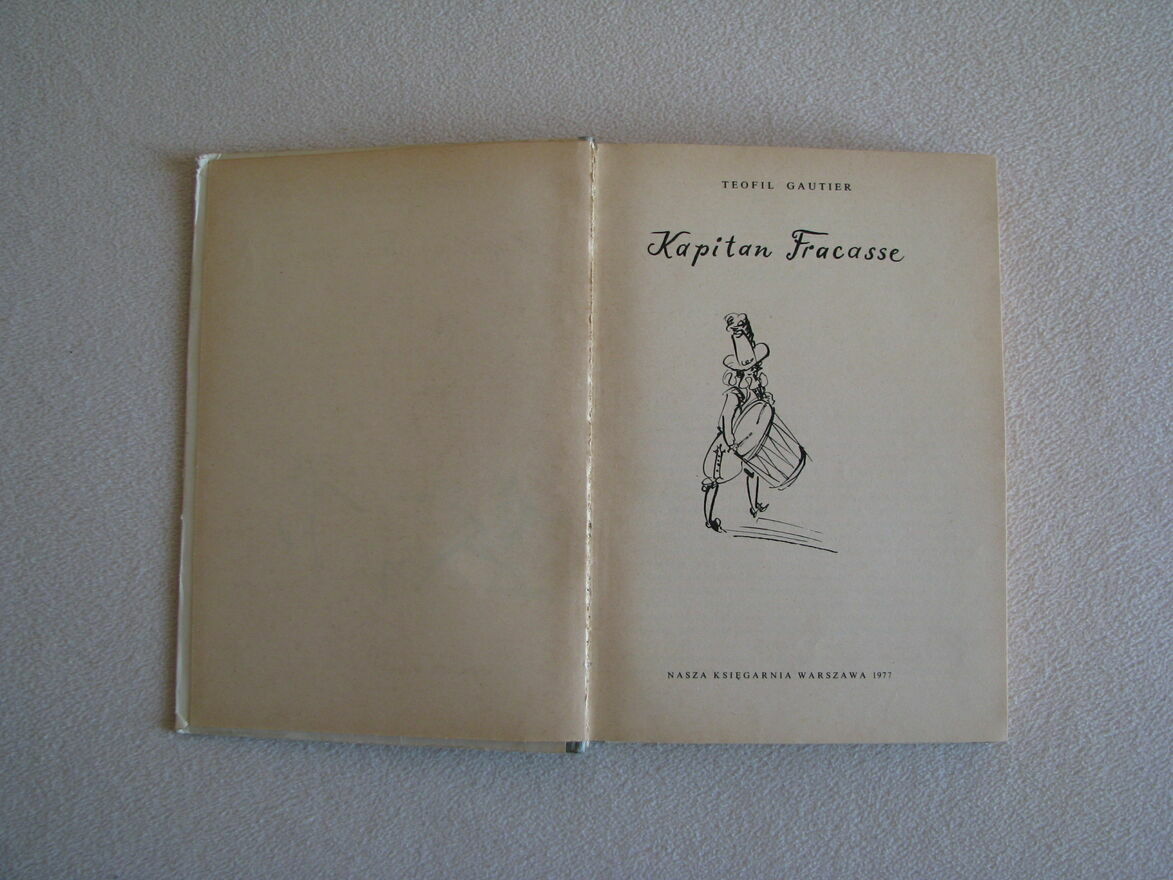 TEOFIL GAUTIER
Kapitan Fracasse
NASZA KSIĘGARNIA WARSZAWA 1977